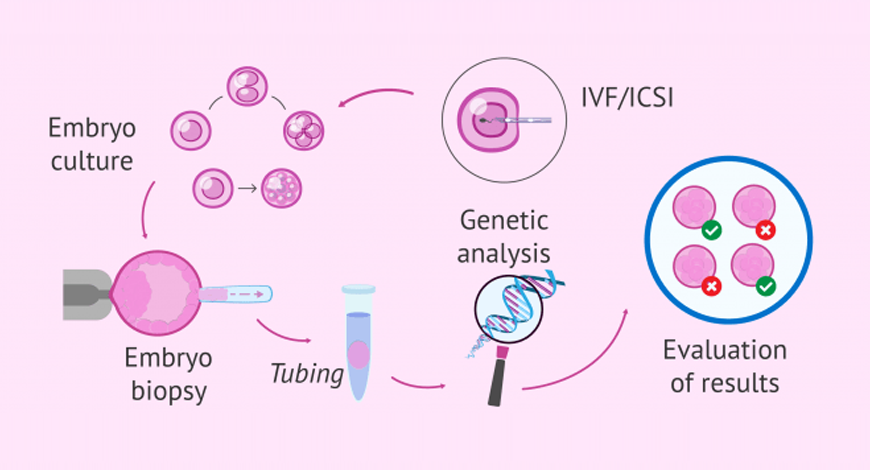 IVF/ICSI
Embryo
culture
Embryo
biopsy
Tubing
Genetic
analysis
Evaluation
of results